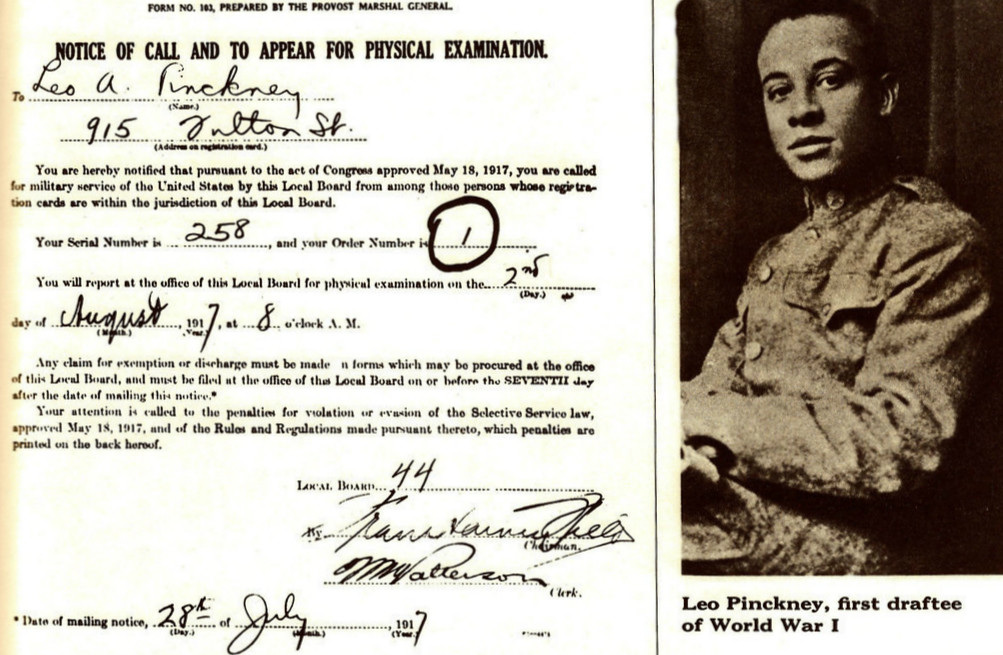 FORM NO. 103, PREPARED BY THE PROVOST MARSHAL GENERAL.
NOTICE OF CALL AND TO APPEAR FOR PHYSICAL EXAMINATION.
To Leo A. Pinckney
(Name.)
915 Fulton St.
(Address on registration card.)
You are hereby notified that pursuant to the act of Congress approved May 18, 1917, you are called
for military service of the United States by this Local Board from among those persons whose registra-
tion cards are within the jurisdiction of this Local Board.
Your Serial Number is 258, and your Order Number is 1
You will report at the office of this Local Board for physical examination on the 2nd
(Day.)
day of August, 1917, at 8 o'clock A. M.
(Month.) (Year.)
Any claim for exemption or discharge must be made n forms which may be procured at the office
of this Local Board, and must be filed at the office of this Local Board on or before the SEVENTH day
after the date of mailing this notice.*
Your attention is called to the penalties for violation or evasion of the Selective Service law,
approved May 18, 1917, and of the Rules and Regulations made pursuant thereto, which penalties are
printed on the back hereof.
LOCAL BOARD 44
By
Chairman.
Patterson
Clerk.
* Date of mailing notice, 28th of July, 1917
(Day.) (Month.) (Year.)
Leo Pinckney, first draftee
of World War I